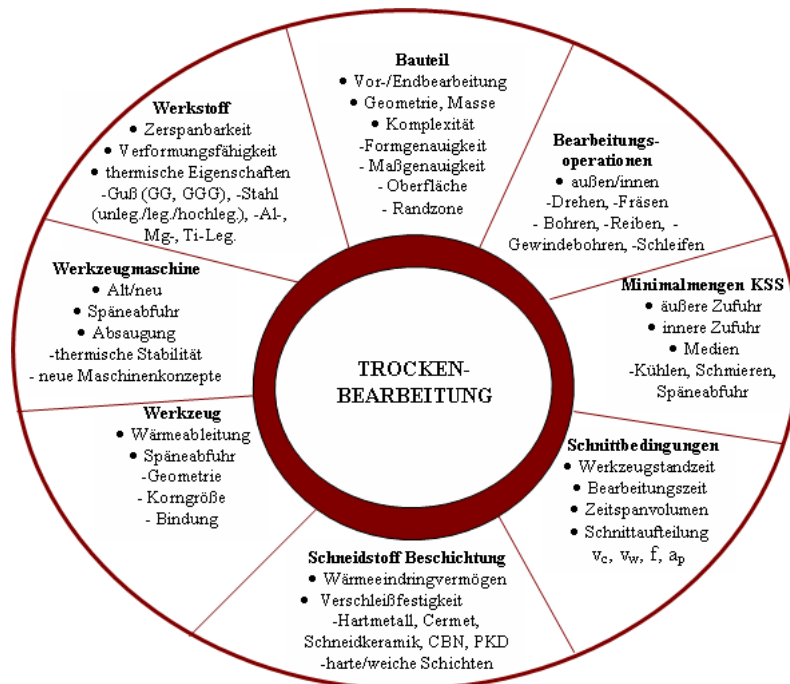 Bauteil
• Vor-/Endbearbeitung
• Geometrie, Masse
• Komplexität
-Formgenauigkeit
- Maßgenauigkeit
- Oberfläche
- Randzone
Bearbeitungs-
operationen
• außen/innen
-Drehen, -Fräsen
- Bohren, -Reiben, -
Gewindebohren, -Schleifen
Minimalmengen KSS
• äußere Zufuhr
• innere Zufuhr
• Medien
-Kühlen, Schmieren,
Späneabfuhr
Schnittbedingungen
• Werkzeugstandzeit
• Bearbeitungszeit
• Zeitspanvolumen
• Schnittaufteilung
vc, vw, f, ap
Schneidstoff Beschichtung
• Wärmeeindringvermögen
• Verschleißfestigkeit
-Hartmetall, Cermet,
Schneidkeramik, CBN, PKD
-harte/weiche Schichten
Werkzeug
• Wärmeableitung
• Späneabfuhr
-Geometrie
- Korngröße
- Bindung
Werkzeugmaschine
• Alt/neu
• Späneabfuhr
• Absaugung
-thermische Stabilität
- neue Maschinenkonzepte
Werkstoff
• Zerspanbarkeit
• Verformungsfähigkeit
• thermische Eigenschaften
-Guß (GG, GGG), -Stahl
(unleg./leg./hochleg.), -Al-,
Mg-, Ti-Leg.
TROCKEN-
BEARBEITUNG